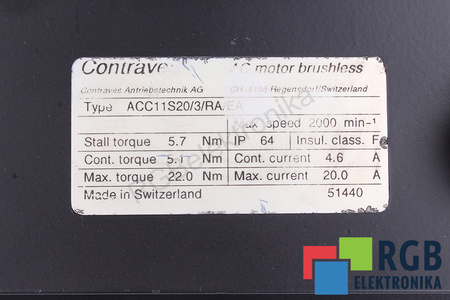 Contraves AC motor brushless
Contraves Antriebstechnik AG CH-8105 Regensdorf/Switzerland
Type ACC11S20/3/RA/EA
Max speed 2000 min-¹
Stall torque 5.7 Nm IP 64 Insul. class. F
Cont. torque 5.1 Nm Cont. current 4.6 A
Max. torque 22.0 Nm Max. current 20.0 A
Made in Switzerland 51440
RGB
ELEKTRONIKA